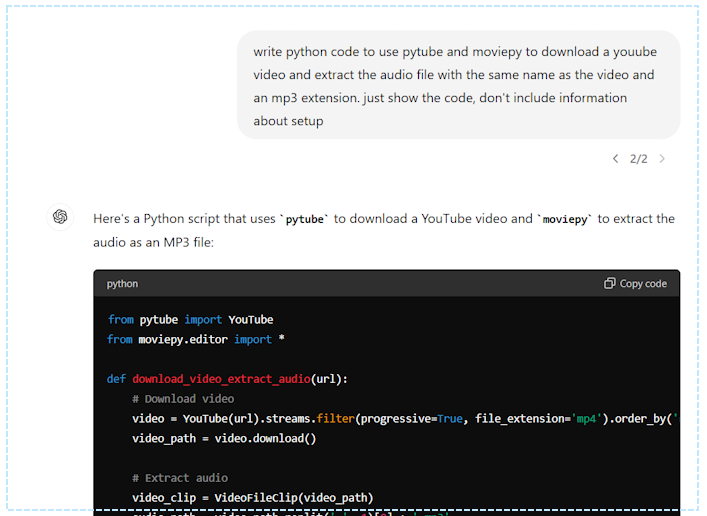 write python code to use pytube and moviepy to download a youube
video and extract the audio file with the same name as the video and
an mp3 extension. just show the code, don't include information
about setup
2/2
Here's a Python script that uses `pytube` to download a YouTube video and `moviepy` to extract the
audio as an MP3 file:
python Copy code
from pytube import YouTube
from moviepy.editor import *
def download_video_extract_audio(url):
# Download video
video = YouTube(url).streams.filter(progressive=True, file_extension='mp4').order_by('
video_path = video.download()
# Extract audio
video_clip = VideoFileClip(video_path)